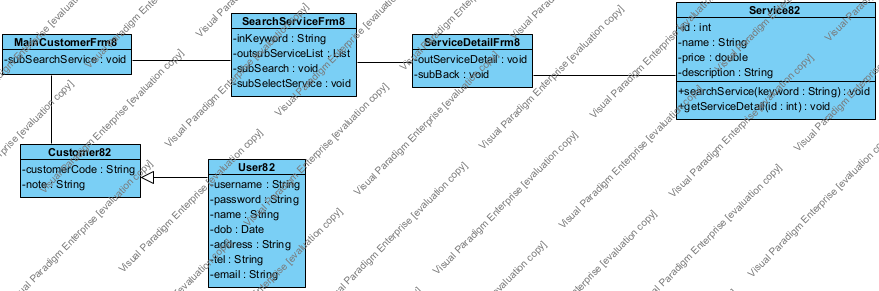 MainCustomerFrm8
-subSearchService : void
SearchServiceFrm8
-inKeyword : String
-outsubServiceList : List
-subSearch : void
-subSelectService : void
ServiceDetailFrm8
-outServiceDetail : void
-subBack : void
Service82
-id : int
-name : String
-price : double
-description : String
+searchService(keyword : String) : void
+getServiceDetail(id : int) : void
Customer82
-customerCode : String
-note : String
User82
-username : String
-password : String
-name : String
-dob : Date
-address : String
-tel : String
-email : String
Visual Paradigm Enterprise [evaluation copy]